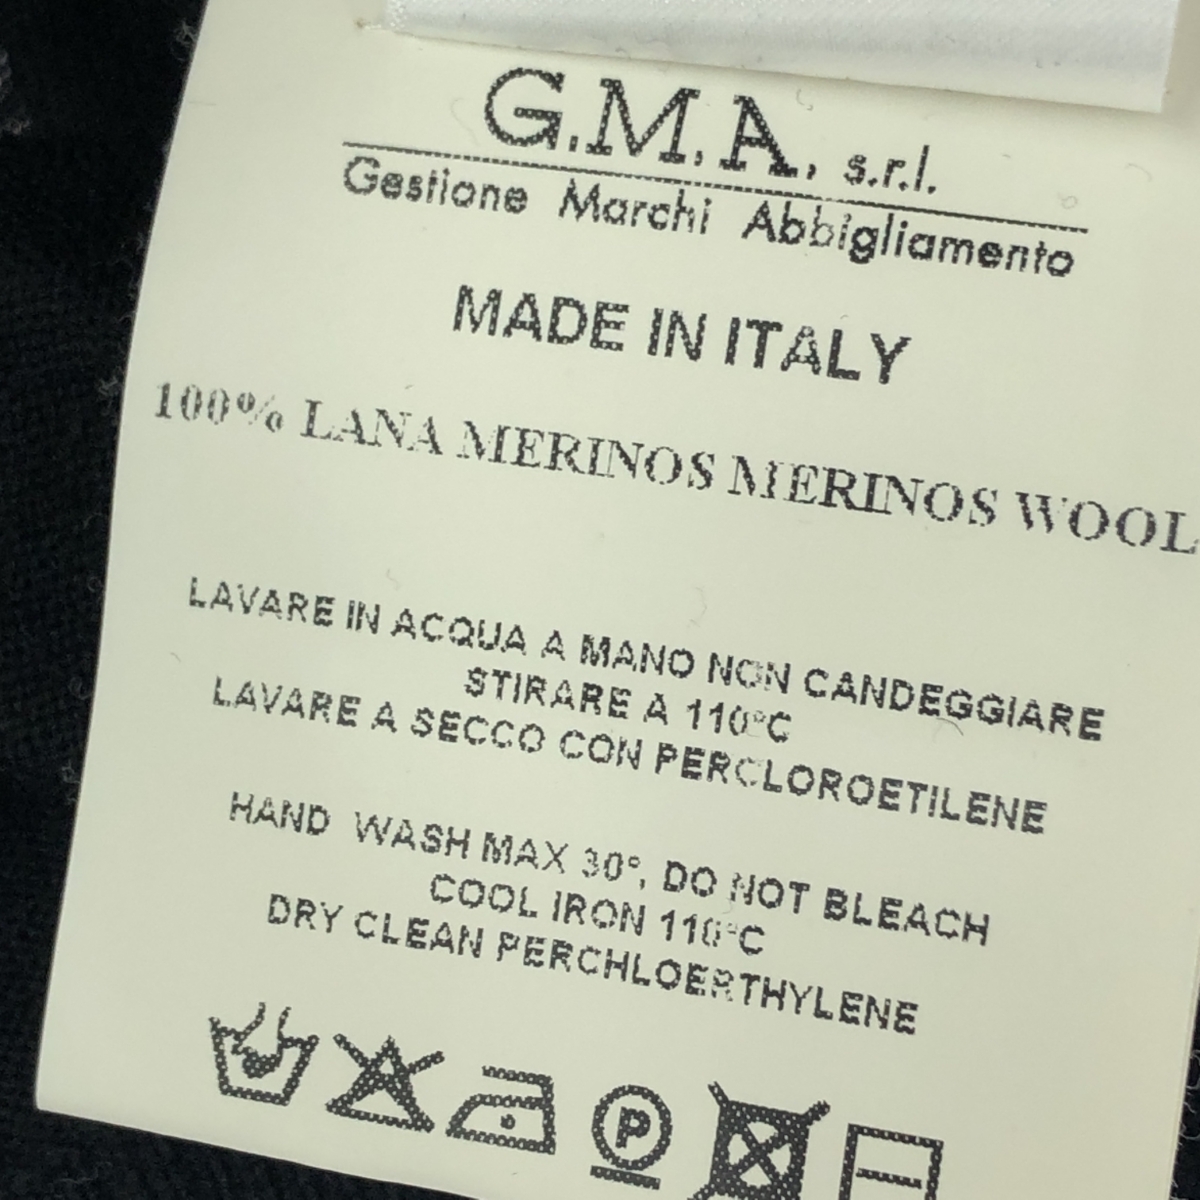 G.M.A. s.r.l.
Gestione Marchi Abbigliamento
MADE IN ITALY
100% LANA MERINOS MERINOS WOOL
LAVARE IN ACQUA A MANO NON CANDEGGIARE
STIRARE A 110°C
LAVARE A SECCO CON PERCLOROETILENE
HAND WASH MAX 30°, DO NOT BLEACH
COOL IRON 110°C
DRY CLEAN PERCHLOERTHYLENE
P